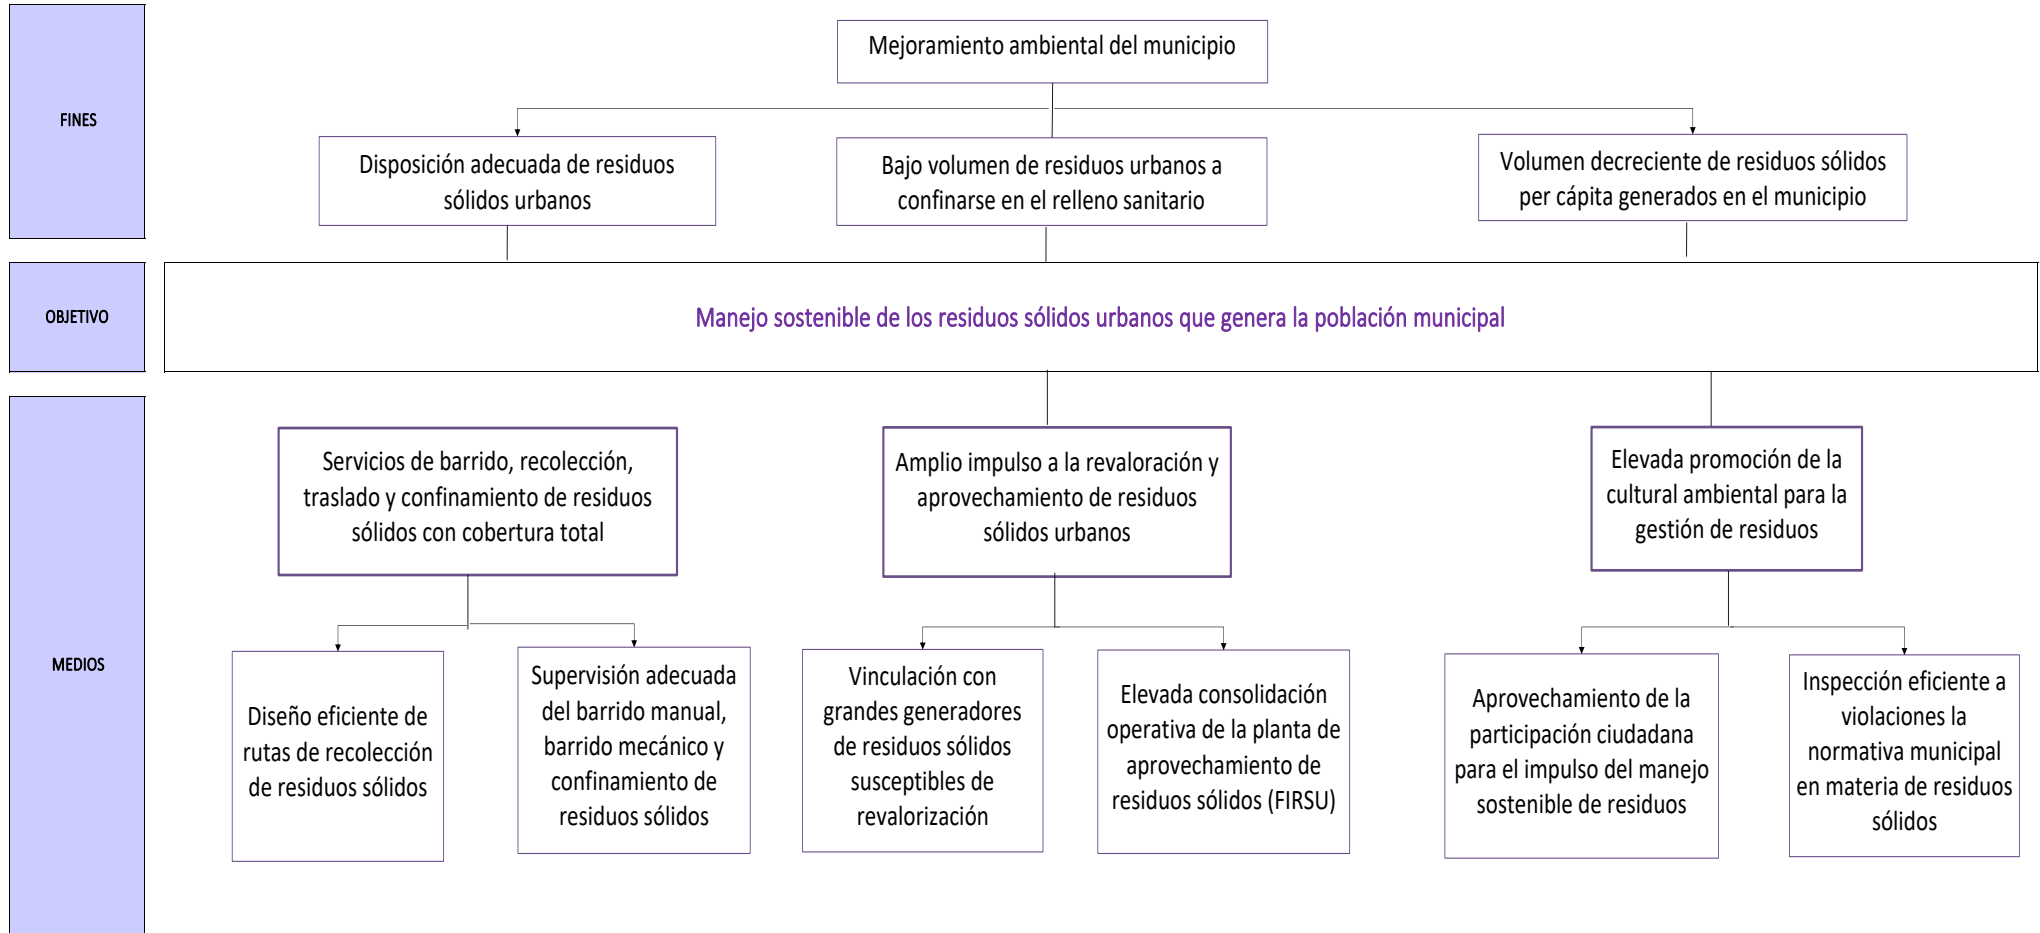 FINES
Mejoramiento ambiental del municipio
Disposición adecuada de residuos
sólidos urbanos
Bajo volumen de residuos urbanos a
confinarse en el relleno sanitario
Volumen decreciente de residuos sólidos
per cápita generados en el municipio
OBJETIVO
Manejo sostenible de los residuos sólidos urbanos que genera la población municipal
MEDIOS
Servicios de barrido, recolección,
traslado y confinamiento de residuos
sólidos con cobertura total
Amplio impulso a la revaloración y
aprovechamiento de residuos
sólidos urbanos
Elevada promoción de la
cultural ambiental para la
gestión de residuos
Diseño eficiente de
rutas de recolección
de residuos sólidos
Supervisión adecuada
del barrido manual,
barrido mecánico y
confinamiento de
residuos sólidos
Vinculación con
grandes generadores
de residuos sólidos
susceptibles de
revalorización
Elevada consolidación
operativa de la planta de
aprovechamiento de
residuos sólidos (FIRSU)
Aprovechamiento de la
participación ciudadana
para el impulso del manejo
sostenible de residuos
Inspección eficiente a
violaciones la
normativa municipal
en materia de residuos
sólidos